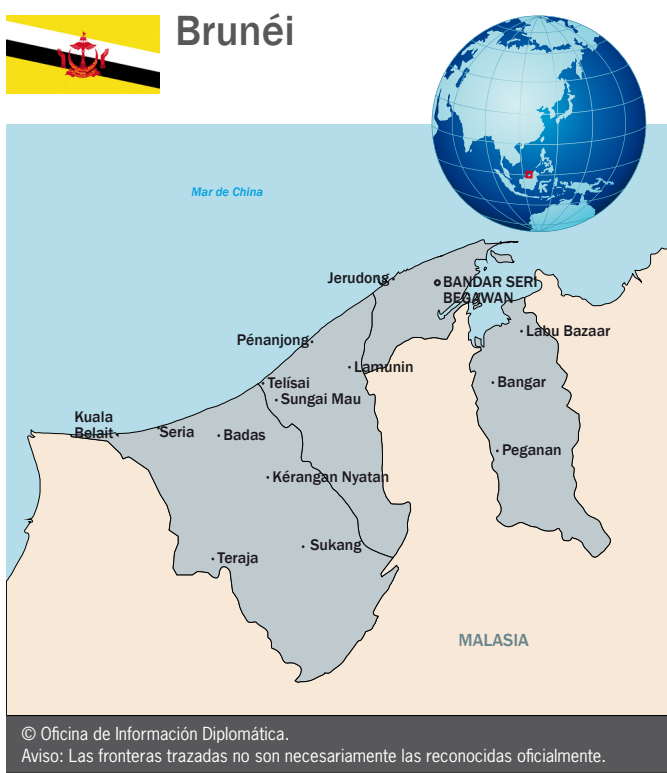 Brunéi
Mar de China
Jerudong
BANDAR SERI
BEGAWAN
Labu Bazaar
Pénanjong
Lamunin
Telísai
Bangar
Sungai Mau
Kuala
Belait
Seria
Badas
Peganan
Kérangan Nyatan
Sukang
Teraja
MALASIA
© Oficina de Información Diplomática.
Aviso: Las fronteras trazadas no son necesariamente las reconocidas oficialmente.